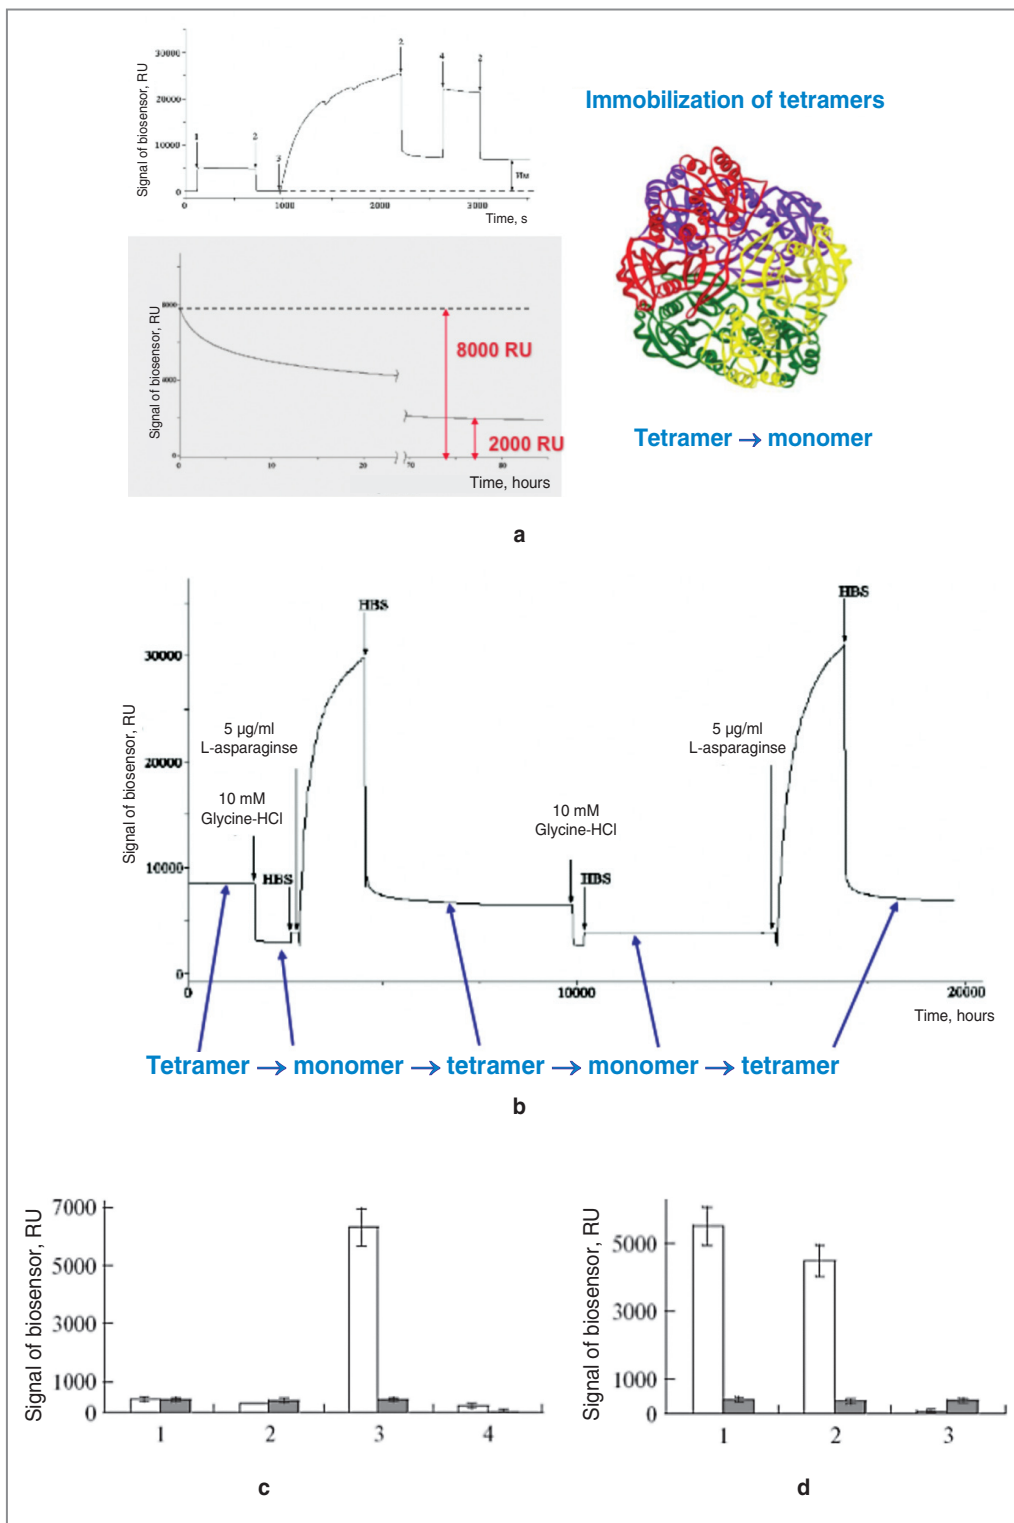 Signal of biosensor, RU
30000
20000
10000
0
1
2
3
2
4
2
0
1000
2000
3000
Time, s
Immobilization of tetramers
Signal of biosensor, RU
4000
0
8000 RU
2000 RU
0
10
20
70
80
Time, hours
Tetramer → monomer
a
Signal of biosensor, RU
30000
20000
10000
0
HBS
HBS
5 µg/ml
L-asparaginse
5 µg/ml
L-asparaginse
10 mM
Glycine-HCl
10 mM
Glycine-HCl
HBS
HBS
0
10000
20000
Time, hours
Tetramer → monomer → tetramer → monomer → tetramer
b
Signal of biosensor, RU
7000
5000
3000
1000
0
1
2
3
4
c
Signal of biosensor, RU
5000
3000
1000
0
1
2
3
d